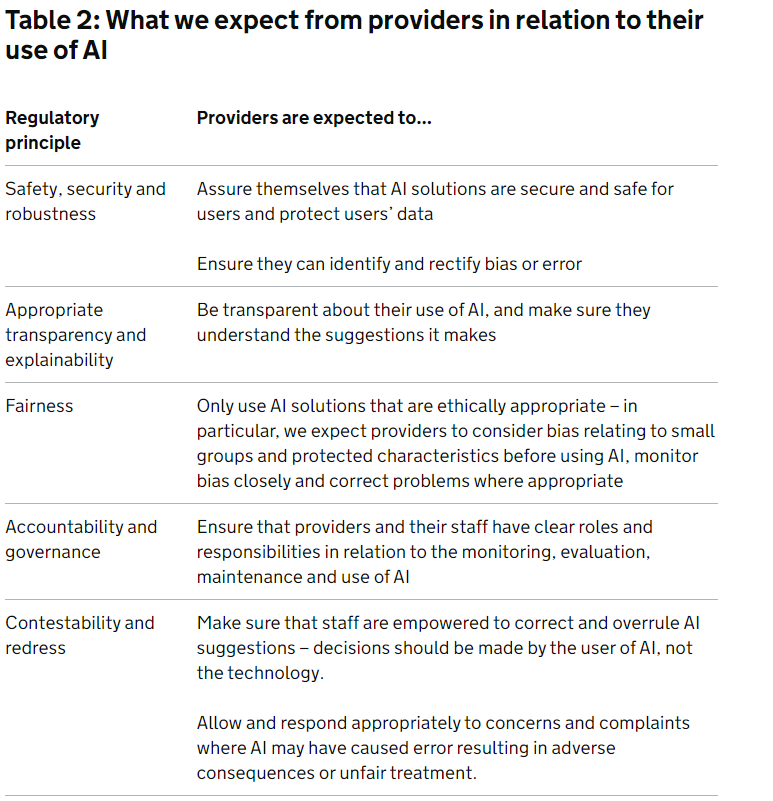 Table 2: What we expect from providers in relation to their
use of AI
Regulatory
principle
Providers are expected to...
Safety, security and
robustness
Assure themselves that AI solutions are secure and safe for
users and protect users’ data
Ensure they can identify and rectify bias or error
Appropriate
transparency and
explainability
Be transparent about their use of AI, and make sure they
understand the suggestions it makes
Fairness
Only use AI solutions that are ethically appropriate – in
particular, we expect providers to consider bias relating to small
groups and protected characteristics before using AI, monitor
bias closely and correct problems where appropriate
Accountability and
governance
Ensure that providers and their staff have clear roles and
responsibilities in relation to the monitoring, evaluation,
maintenance and use of AI
Contestability and
redress
Make sure that staff are empowered to correct and overrule AI
suggestions – decisions should be made by the user of AI, not
the technology.
Allow and respond appropriately to concerns and complaints
where AI may have caused error resulting in adverse
consequences or unfair treatment.